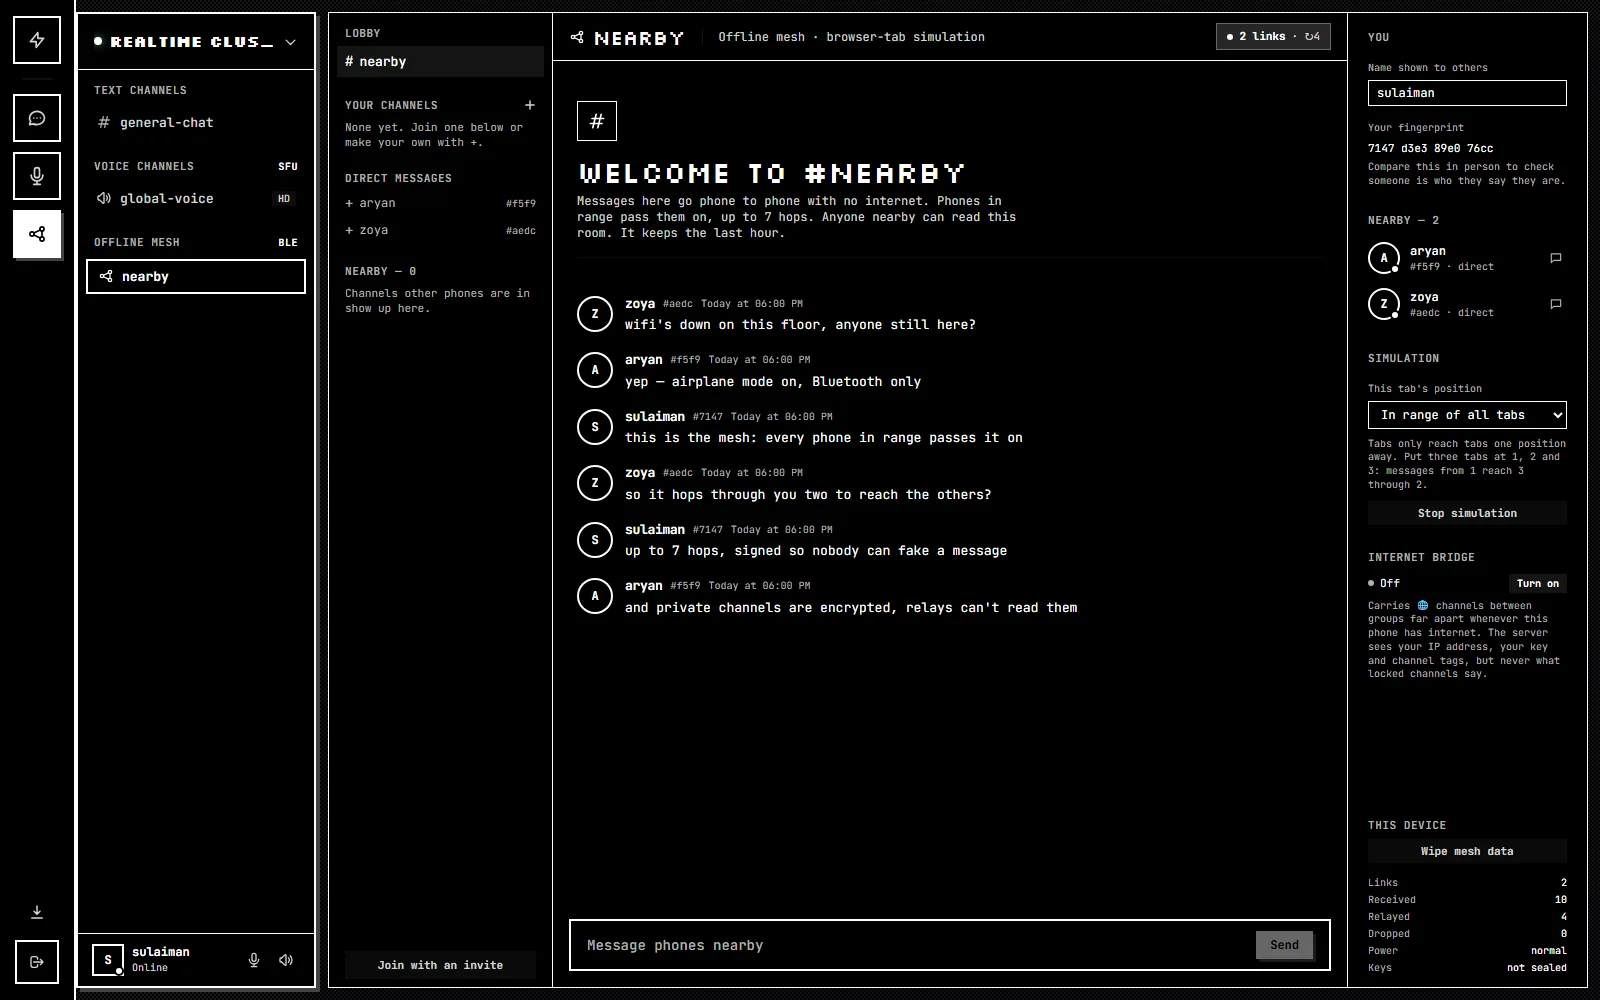 REALTIME CLUS_
TEXT CHANNELS
# general-chat
VOICE CHANNELS SFU
global-voice HD
OFFLINE MESH BLE
nearby
S
sulaiman
Online
LOBBY
# nearby
YOUR CHANNELS +
None yet. Join one below or
make your own with +.
DIRECT MESSAGES
+ aryan #f5f9
+ zoya #aedc
NEARBY — 0
Channels other phones are in
show up here.
Join with an invite
NEARBY
Offline mesh · browser-tab simulation
2 links · ↻4
#
WELCOME TO #NEARBY
Messages here go phone to phone with no internet. Phones in
range pass them on, up to 7 hops. Anyone nearby can read this
room. It keeps the last hour.
Z
zoya #aedc Today at 06:00 PM
wifi's down on this floor, anyone still here?
A
aryan #f5f9 Today at 06:00 PM
yep — airplane mode on, Bluetooth only
S
sulaiman #7147 Today at 06:00 PM
this is the mesh: every phone in range passes it on
Z
zoya #aedc Today at 06:00 PM
so it hops through you two to reach the others?
S
sulaiman #7147 Today at 06:00 PM
up to 7 hops, signed so nobody can fake a message
A
aryan #f5f9 Today at 06:00 PM
and private channels are encrypted, relays can't read them
Message phones nearby
Send
YOU
Name shown to others
sulaiman
Your fingerprint
7147 d3e3 89e0 76cc
Compare this in person to check
someone is who they say they are.
NEARBY — 2
A
aryan
#f5f9 · direct
Z
zoya
#aedc · direct
SIMULATION
This tab's position
In range of all tabs
Tabs only reach tabs one position
away. Put three tabs at 1, 2 and
3: messages from 1 reach 3
through 2.
Stop simulation
INTERNET BRIDGE
Off Turn on
Carries 🌐 channels between
groups far apart whenever this
phone has internet. The server
sees your IP address, your key
and channel tags, but never what
locked channels say.
THIS DEVICE
Wipe mesh data
Links 2
Received 10
Relayed 4
Dropped 0
Power normal
Keys not sealed